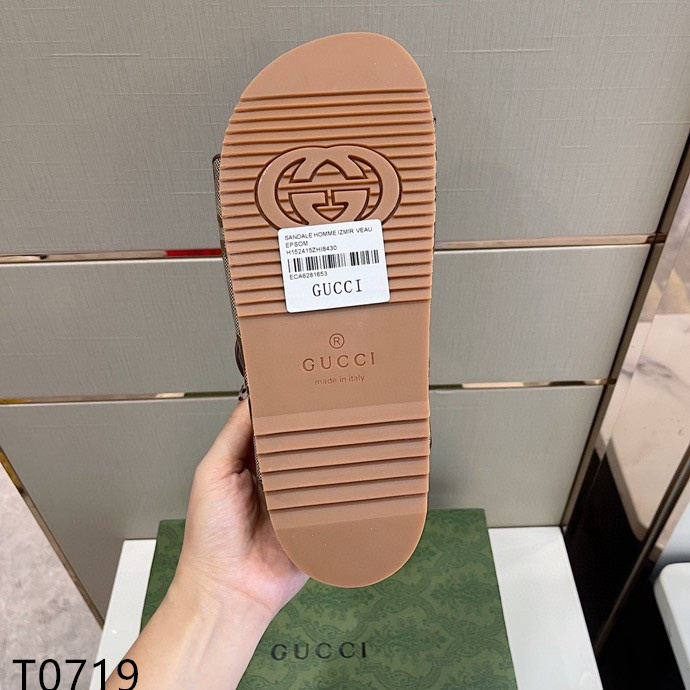 SANDALE HOMME IZMIR VEAU
EPSOM
H152415ZHI8430
ECA6281653
GUCCI
®
GUCCI
made in italy
GUCCI
T0719